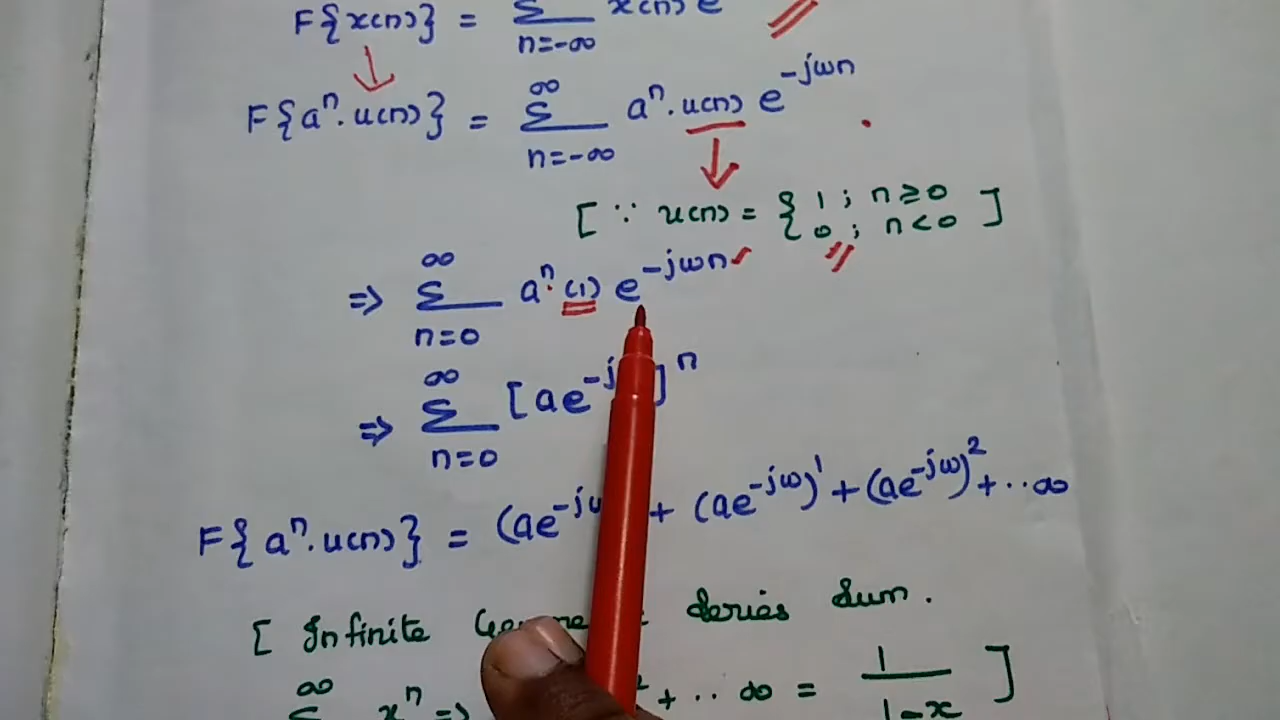 F{x(n)} = Σ n=-∞ x(n) e
F{aⁿ. u(n)} = ∞ Σ n=-∞ aⁿ. u(n) e^-jωn
[ ∵ u(n) = { 1 ; n≥0
0 ; n<0 ]
⇒ ∞ Σ n=0 aⁿ. (1) e^-jωn
⇒ ∞ Σ n=0 [ae^-j ]ⁿ
F{aⁿ. u(n)} = (ae^-j + (ae^-jω)¹ + (ae^-jω)² + ..∞
[ Infinite series sum.
∞ Σ xⁿ ⇒ ² + .. ∞ = 1/1-x ]